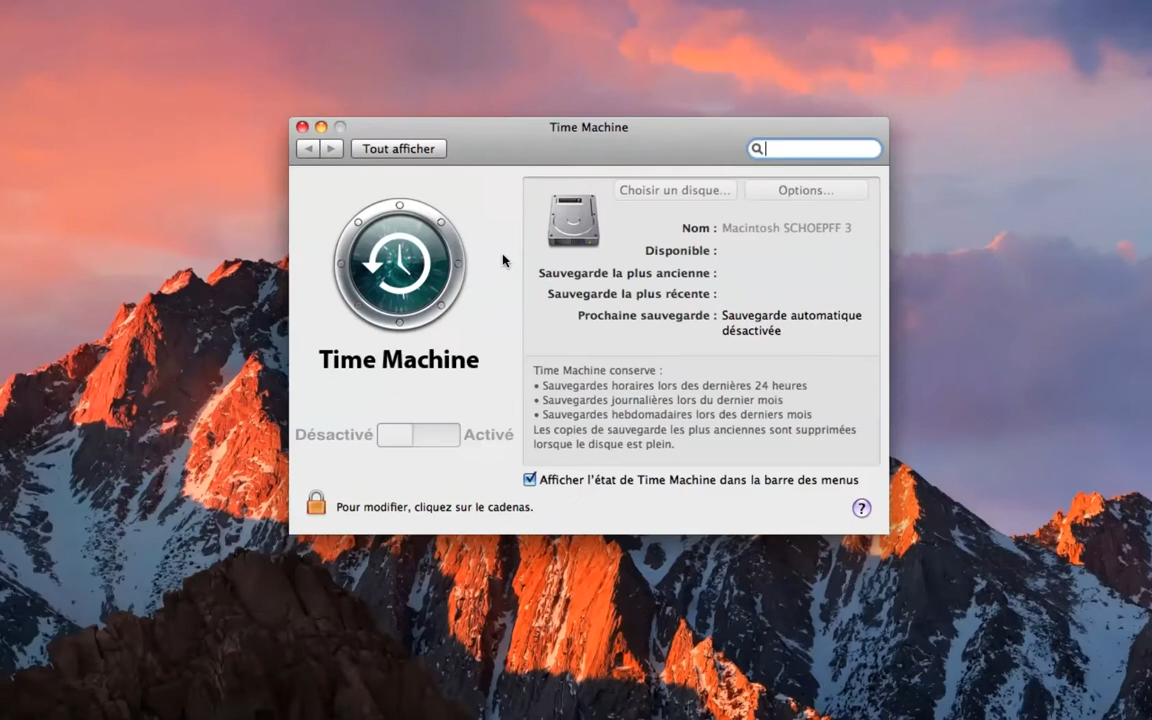 Time Machine
Tout afficher
Choisir un disque... Options...
Nom : Macintosh SCHOEPFF 3
Disponible :
Sauvegarde la plus ancienne :
Sauvegarde la plus récente :
Prochaine sauvegarde : Sauvegarde automatique
désactivée
Time Machine
Time Machine conserve :
• Sauvegardes horaires lors des dernières 24 heures
• Sauvegardes journalières lors du dernier mois
• Sauvegardes hebdomadaires lors des derniers mois
Les copies de sauvegarde les plus anciennes sont supprimées
lorsque le disque est plein.
Désactivé Activé
Afficher l'état de Time Machine dans la barre des menus
Pour modifier, cliquez sur le cadenas.
?